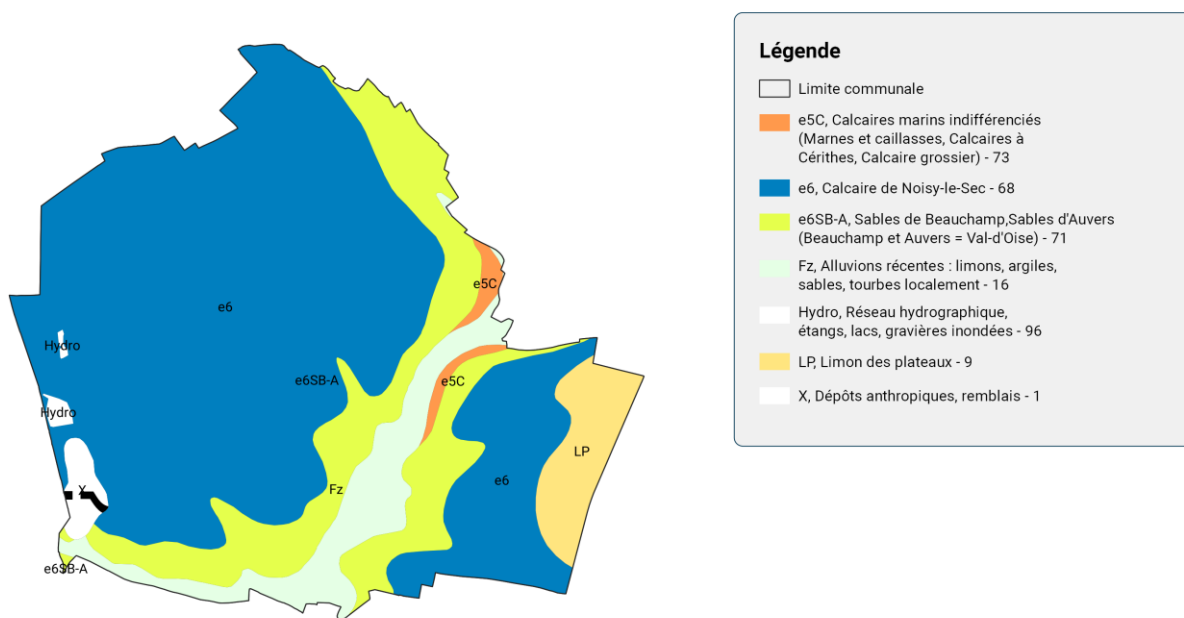 Légende
Limite communale
e5C, Calcaires marins indifférenciés
(Marnes et caillasses, Calcaires à
Cérithes, Calcaire grossier) - 73
e6, Calcaire de Noisy-le-Sec - 68
e6SB-A, Sables de Beauchamp,Sables d'Auvers
(Beauchamp et Auvers = Val-d'Oise) - 71
Fz, Alluvions récentes : limons, argiles,
sables, tourbes localement - 16
Hydro, Réseau hydrographique,
étangs, lacs, gravières inondées - 96
LP, Limon des plateaux - 9
X, Dépôts anthropiques, remblais - 1
e5C
e6
Hydro
e6SB-A
e5C
Hydro
LP
e6
X
Fz
e6SB-A